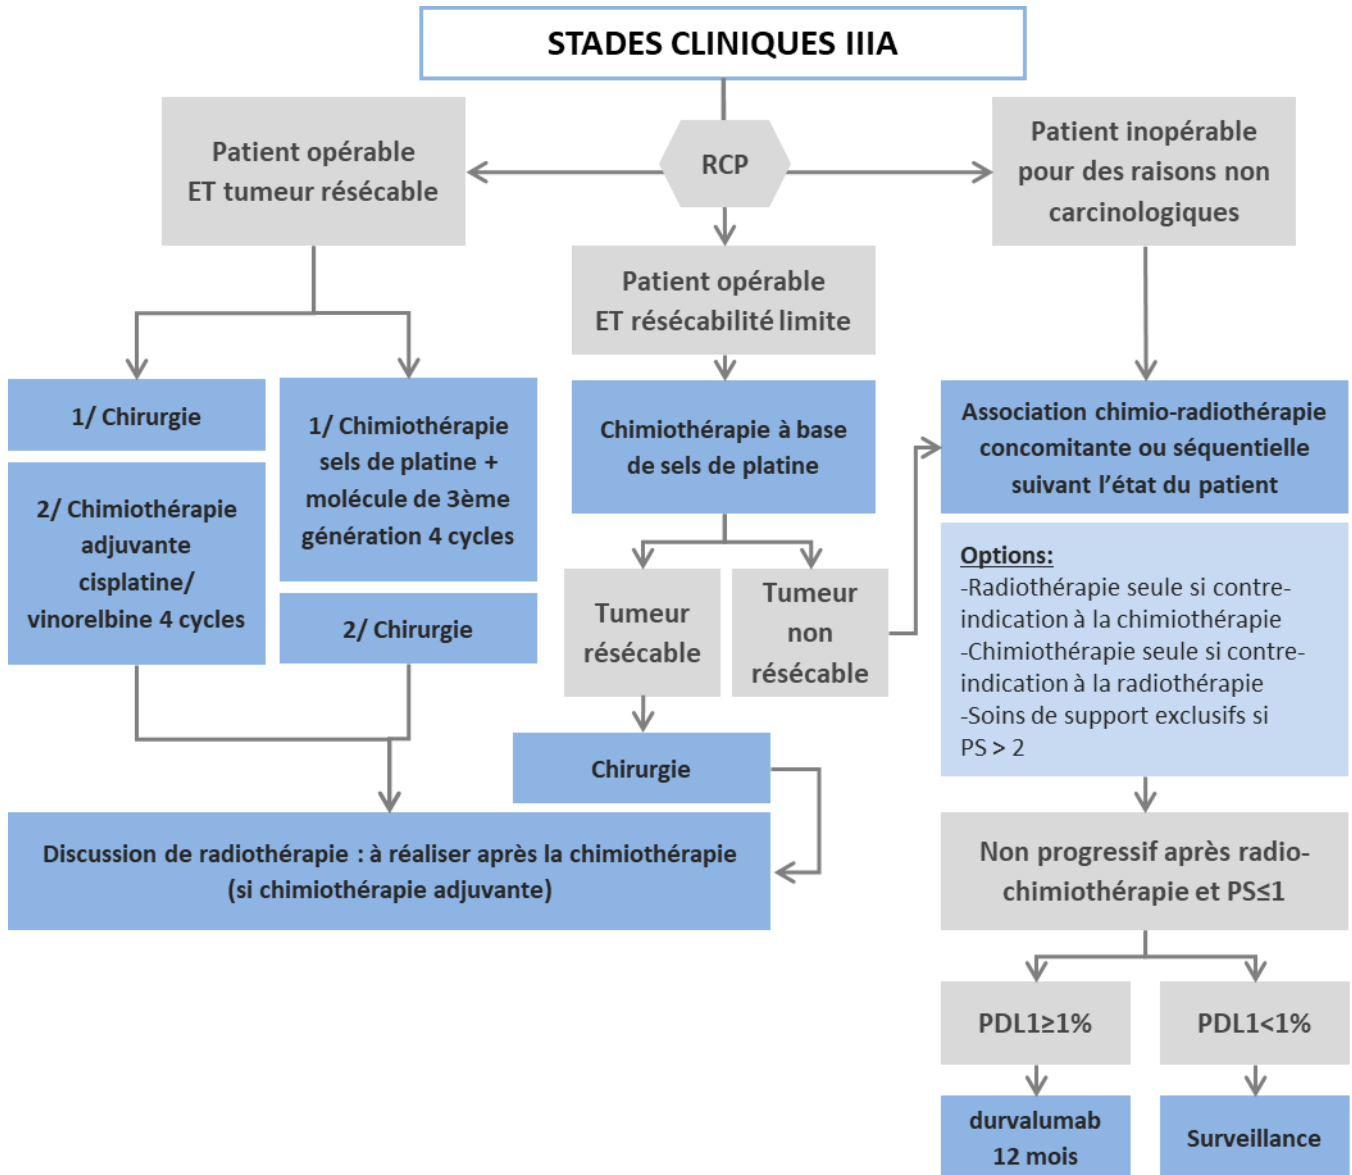 STADES CLINIQUES IIIA
RCP
Patient opérable
ET tumeur résécable
1/ Chirurgie
2/ Chimiothérapie
adjuvante
cisplatine/
vinorelbine 4 cycles
1/ Chimiothérapie
sels de platine +
molécule de 3ème
génération 4 cycles
2/ Chirurgie
Patient opérable
ET résécabilité limite
Chimiothérapie à base
de sels de platine
Tumeur
résécable
Tumeur
non
résécable
Chirurgie
Discussion de radiothérapie : à réaliser après la chimiothérapie
(si chimiothérapie adjuvante)
Patient inopérable
pour des raisons non
carcinologiques
Association chimio-radiothérapie
concomitante ou séquentielle
suivant l’état du patient
Options:
-Radiothérapie seule si contre-
indication à la chimiothérapie
-Chimiothérapie seule si contre-
indication à la radiothérapie
-Soins de support exclusifs si
PS > 2
Non progressif après radio-
chimiothérapie et PS≤1
PDL1≥1%
PDL1<1%
durvalumab
12 mois
Surveillance